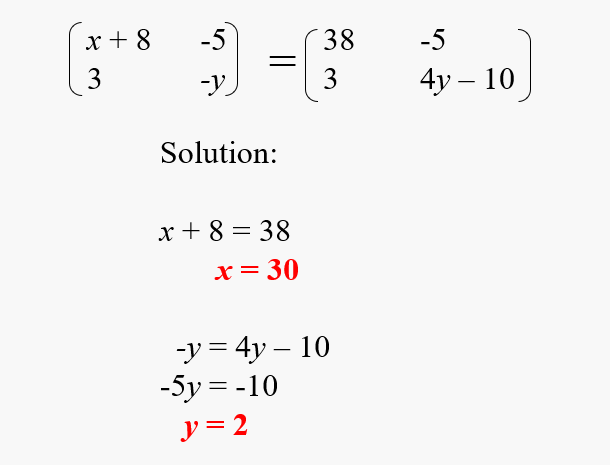 x + 8 -5 = 38 -5
3 -y 3 4y – 10
Solution:
x + 8 = 38
x = 30
-y = 4y – 10
-5y = -10
y = 2